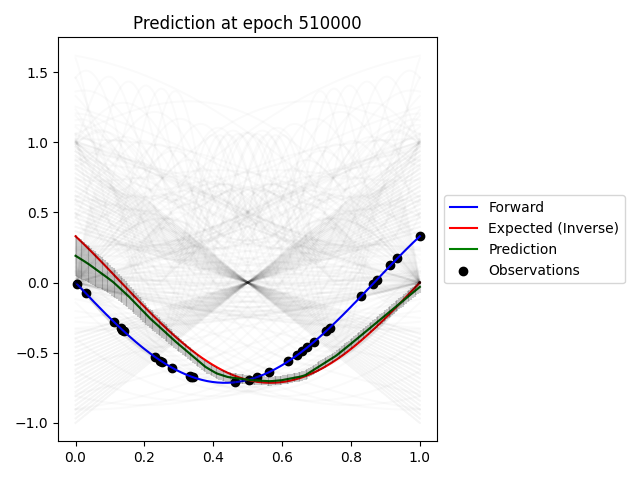 Prediction at epoch 510000
1.5
1.0
0.5
0.0
−0.5
−1.0
0.0
0.2
0.4
0.6
0.8
1.0
Forward
Expected (Inverse)
Prediction
Observations